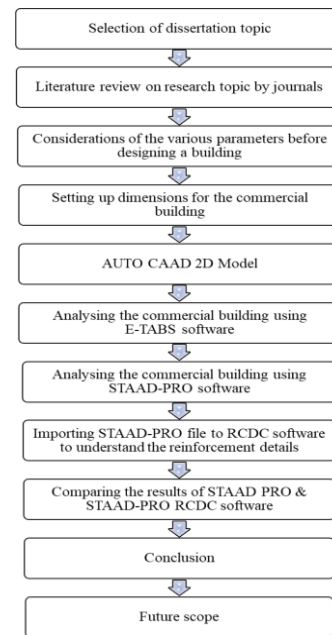 Selection of dissertation topic
Literature review on research topic by journals
Considerations of the various parameters before
designing a building
Setting up dimensions for the commercial
building
AUTO CAAD 2D Model
Analysing the commercial building using
E-TABS software
Analysing the commercial building using
STAAD-PRO software
Importing STAAD-PRO file to RCDC software
to understand the reinforcement details
Comparing the results of STAAD PRO &
STAAD-PRO RCDC software
Conclusion
Future scope